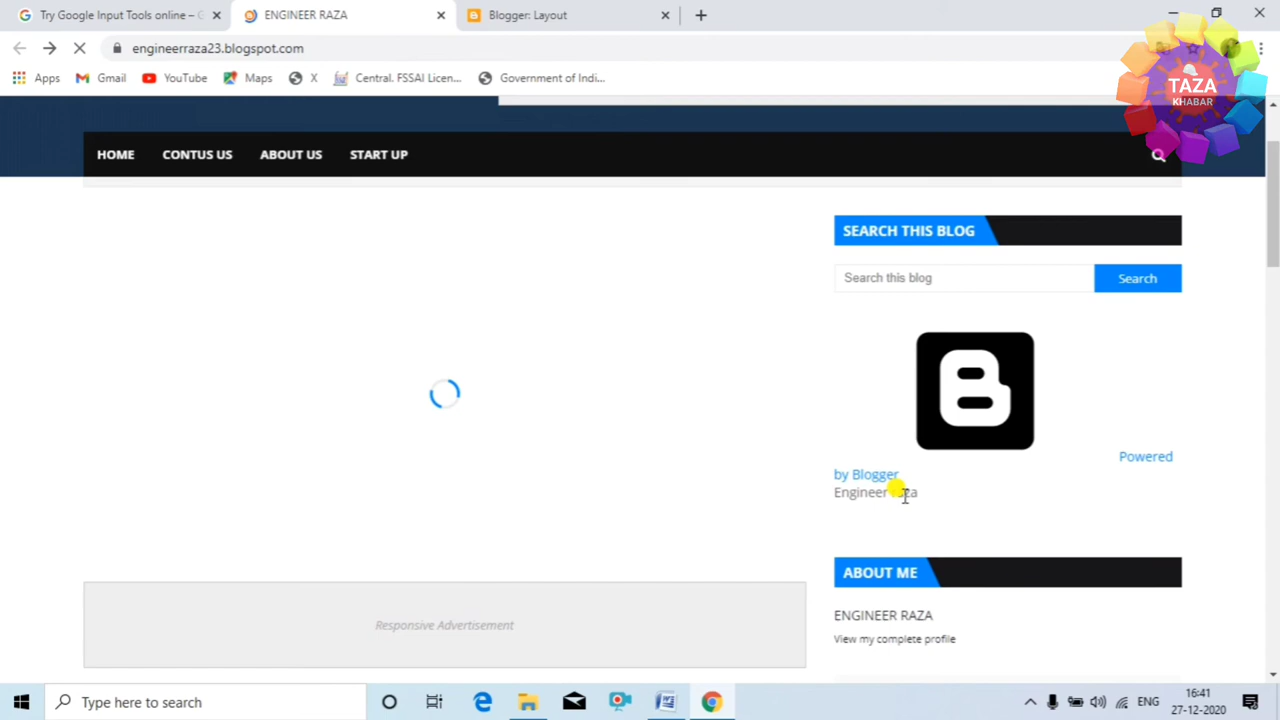 Try Google Input Tools online – G
ENGINEER RAZA
Blogger: Layout
engineerraza23.blogspot.com
Apps
Gmail
YouTube
Maps
X
Central. FSSAI Licen...
Government of Indi...
TAZA
KHABAR
HOME
CONTUS US
ABOUT US
START UP
SEARCH THIS BLOG
Search this blog
Search
Powered
by Blogger
Engineer raza
ABOUT ME
ENGINEER RAZA
View my complete profile
Responsive Advertisement
Type here to search
ENG
16:41
27-12-2020